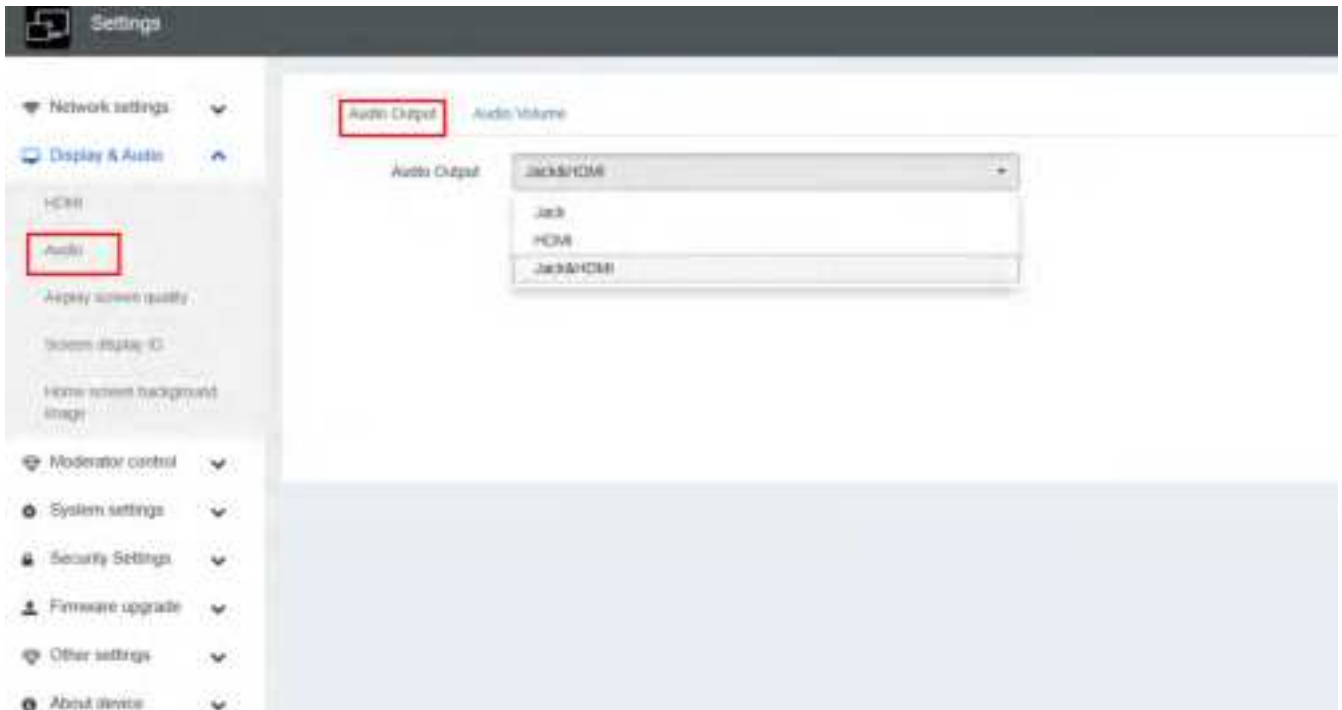 Settings
Network settings
Display & Audio
HDMI
Audio
Airplay screen quality
Screen display ID
Home screen background
image
Moderator control
System settings
Security Settings
Firmware upgrade
Other settings
About device
Audio Output
Audio Volume
Audio Output
Jack&HDMI
Jack
HDMI
Jack&HDMI